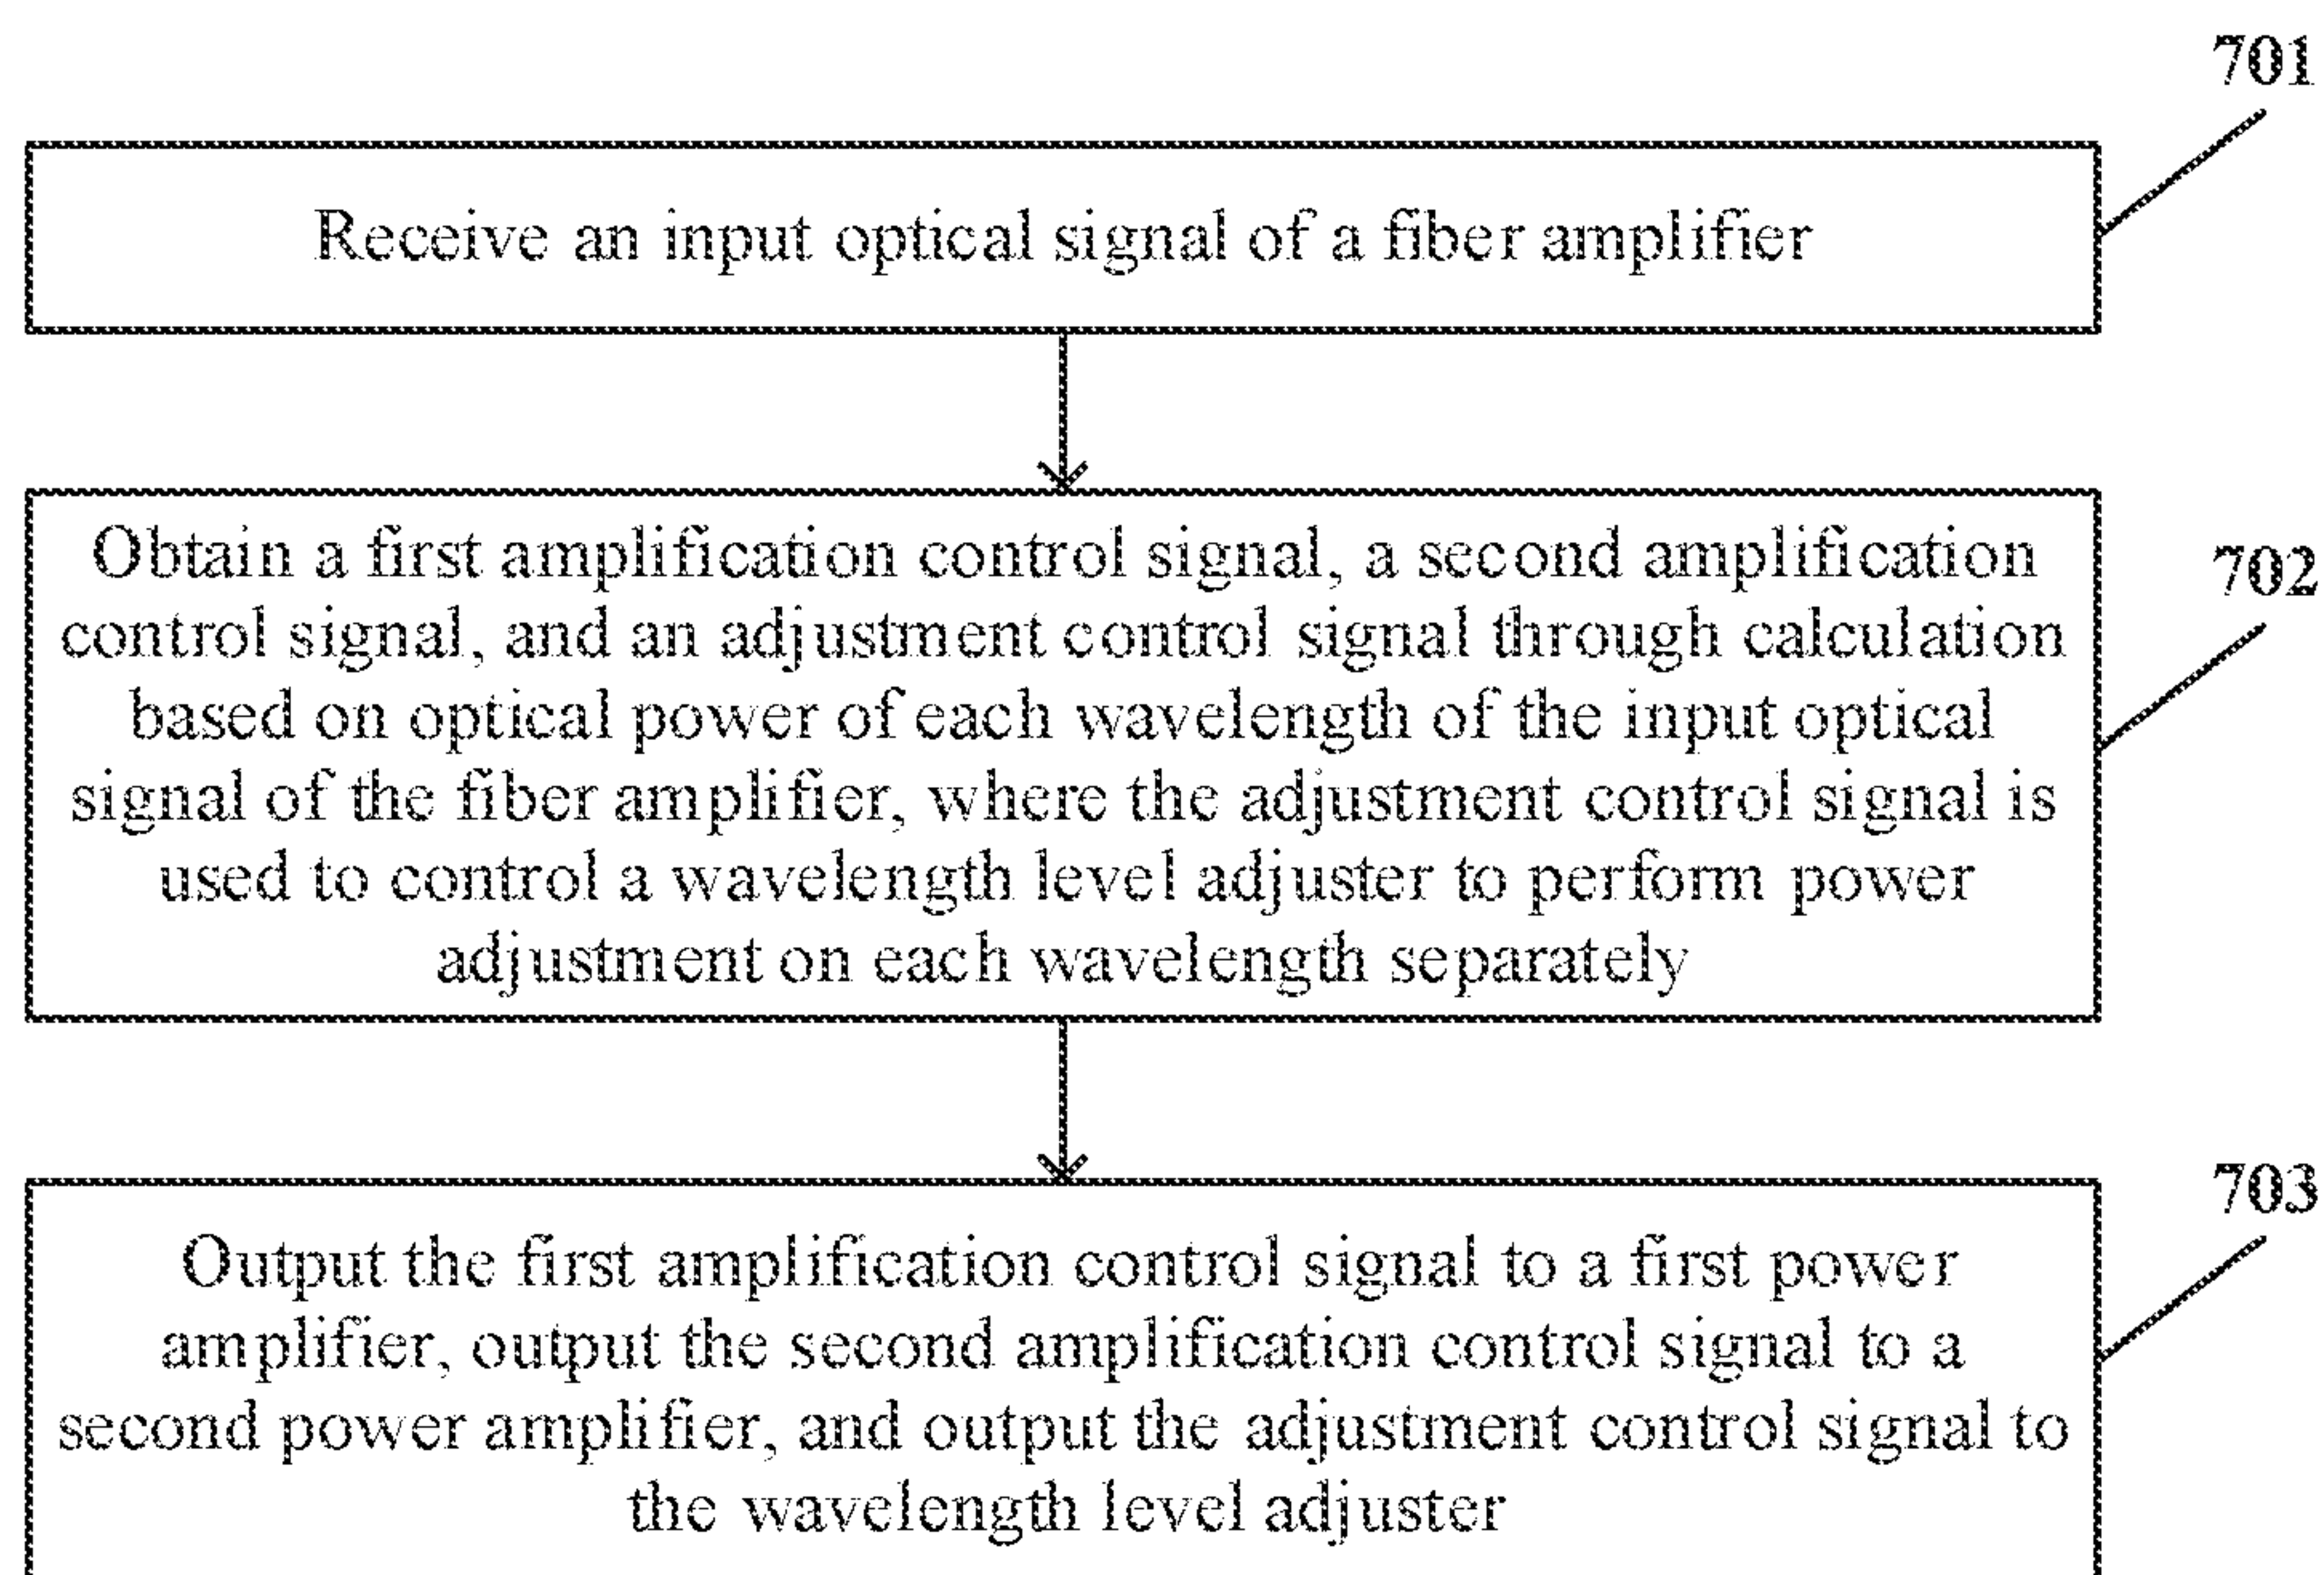 701
Receive an input optical signal of a fiber amplifier
Obtain a first amplification control signal, a second amplification
702
control signal, and an adjustment control signal through calculation
based on optical power of each wavelength of the input optical
signal of the fiber amplifier, where the adjustment control signal is
used to control a wavelength level adjuster to perform power
adjustment on each wavelength separately
703
Output the first amplification control signal to a first power
amplifier, output the second amplification control signal to a
second power amplifier, and output the adjustment control signal to
the wavelength level adjuster